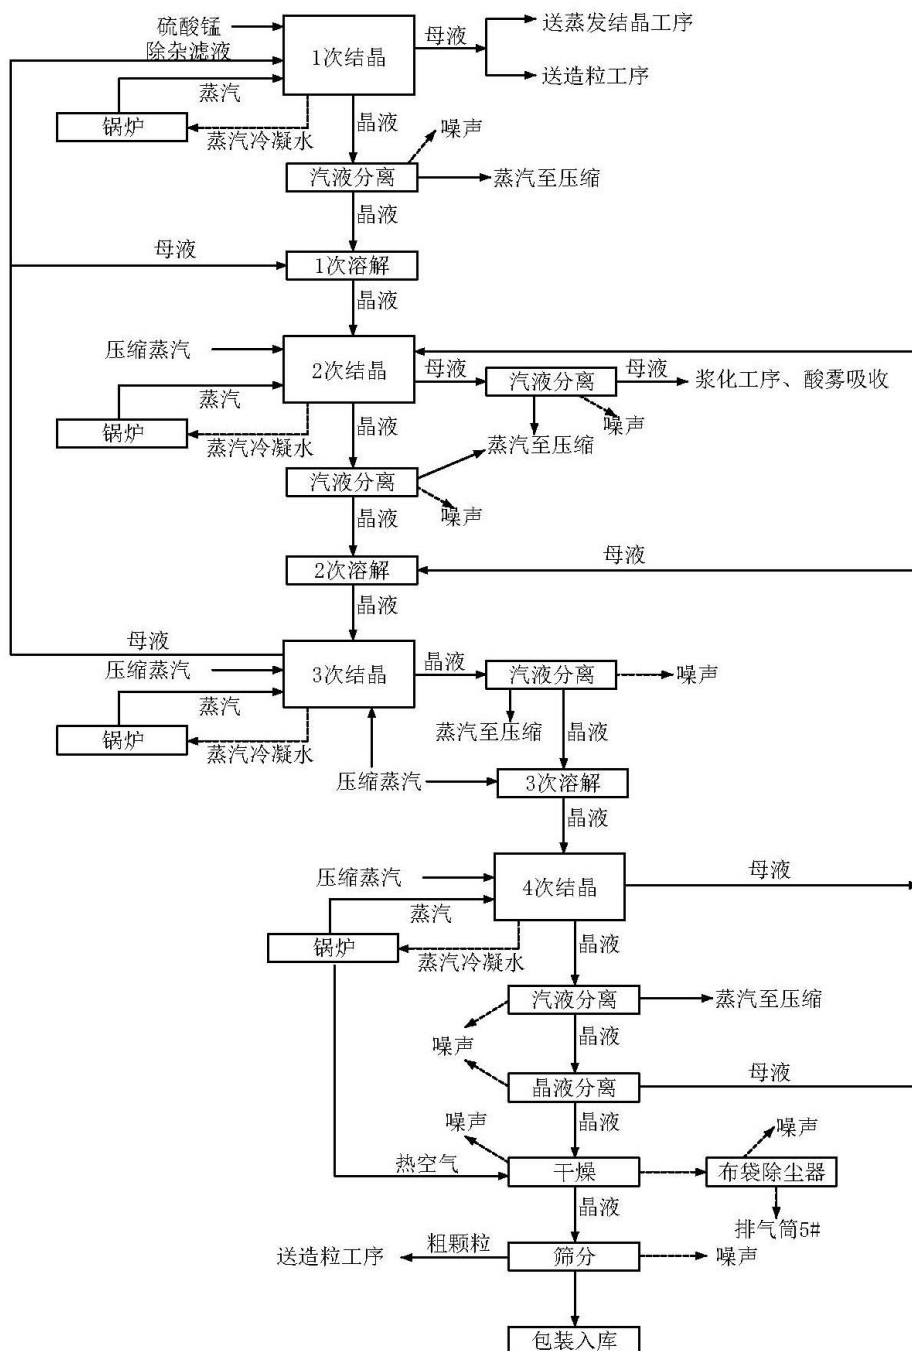 硫酸锰
除杂滤液
蒸汽
锅炉
蒸汽冷凝水
1次结晶
母液
送蒸发结晶工序
送造粒工序
晶液
噪声
汽液分离
蒸汽至压缩
晶液
母液
1次溶解
晶液
压缩蒸汽
2次结晶
蒸汽
锅炉
蒸汽冷凝水
母液
汽液分离
母液
浆化工序、酸雾吸收
噪声
蒸汽至压缩
晶液
汽液分离
噪声
晶液
2次溶解
母液
晶液
母液
压缩蒸汽
3次结晶
蒸汽
锅炉
蒸汽冷凝水
晶液
汽液分离
噪声
蒸汽至压缩
晶液
压缩蒸汽
3次溶解
晶液
压缩蒸汽
4次结晶
母液
蒸汽
锅炉
蒸汽冷凝水
晶液
汽液分离
蒸汽至压缩
噪声
晶液
晶液分离
母液
噪声
晶液
噪声
热空气
干燥
布袋除尘器
排气筒5#
晶液
送造粒工序
粗颗粒
筛分
噪声
包装入库